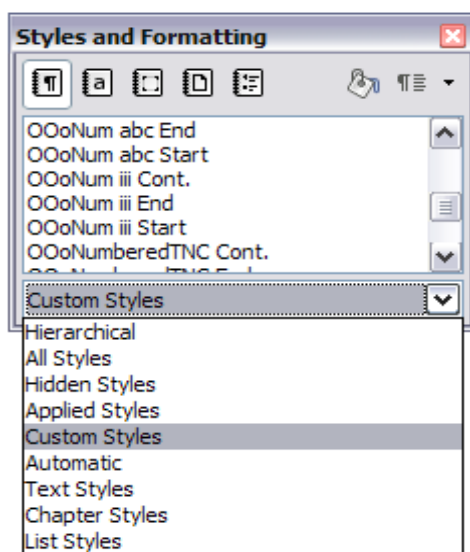 Styles and Formatting
OOoNum abc End
OOoNum abc Start
OOoNum iii Cont.
OOoNum iii End
OOoNum iii Start
OOoNumberedTNC Cont.
OOoNumberedTNC End
Custom Styles
Hierarchical
All Styles
Hidden Styles
Applied Styles
Custom Styles
Automatic
Text Styles
Chapter Styles
List Styles